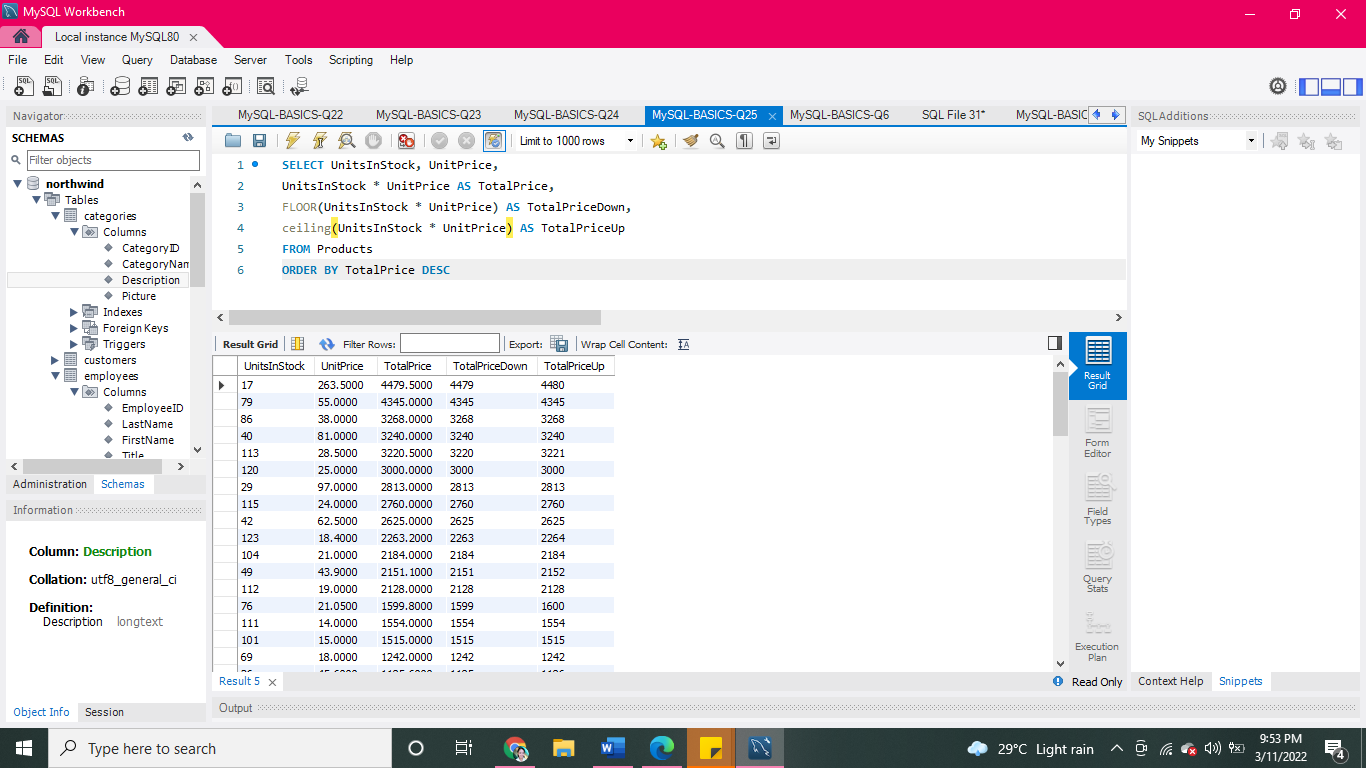 MySQL Workbench
Local instance MySQL80
File Edit View Query Database Server Tools Scripting Help
Navigator
SCHEMAS
Filter objects
northwind
Tables
categories
Columns
CategoryID
CategoryNam
Description
Picture
Indexes
Foreign Keys
Triggers
customers
employees
Columns
EmployeeID
LastName
FirstName
Title
Administration Schemas
Information
Column: Description
Collation: utf8_general_ci
Definition:
Description longtext
Object Info Session
MySQL-BASICS-Q22 MySQL-BASICS-Q23 MySQL-BASICS-Q24 MySQL-BASICS-Q25 MySQL-BASICS-Q6 SQL File 31* MySQL-BASIC
Limit to 1000 rows
1 SELECT UnitsInStock, UnitPrice,
2 UnitsInStock * UnitPrice AS TotalPrice,
3 FLOOR(UnitsInStock * UnitPrice) AS TotalPriceDown,
4 ceiling(UnitsInStock * UnitPrice) AS TotalPriceUp
5 FROM Products
6 ORDER BY TotalPrice DESC
Result Grid Filter Rows: Export: Wrap Cell Content:
UnitsInStock UnitPrice TotalPrice TotalPriceDown TotalPriceUp
17 263.5000 4479.5000 4479 4480
79 55.0000 4345.0000 4345 4345
86 38.0000 3268.0000 3268 3268
40 81.0000 3240.0000 3240 3240
113 28.5000 3220.5000 3220 3221
120 25.0000 3000.0000 3000 3000
29 97.0000 2813.0000 2813 2813
115 24.0000 2760.0000 2760 2760
42 62.5000 2625.0000 2625 2625
123 18.4000 2263.2000 2263 2264
104 21.0000 2184.0000 2184 2184
49 43.9000 2151.1000 2151 2152
112 19.0000 2128.0000 2128 2128
76 21.0500 1599.8000 1599 1600
111 14.0000 1554.0000 1554 1554
101 15.0000 1515.0000 1515 1515
69 18.0000 1242.0000 1242 1242
Result 5
Read Only
Output
Result
Grid
Form
Editor
Field
Types
Query
Stats
Execution
Plan
SQLAdditions
My Snippets
Context Help Snippets
Type here to search
29°C Light rain
9:53 PM
3/11/2022
4